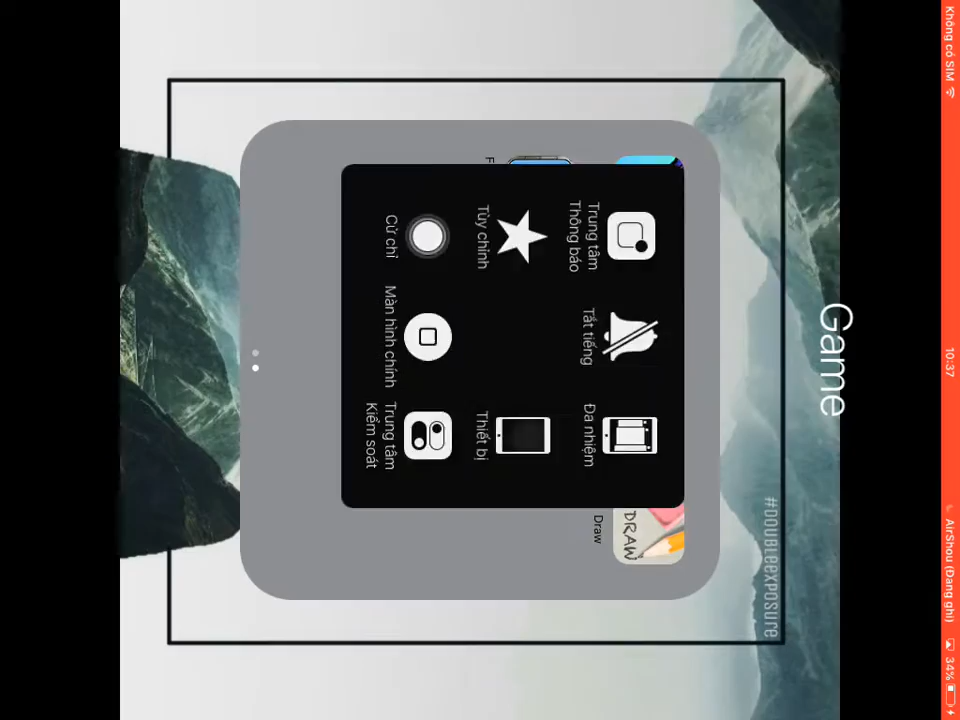 Không có SIM
10:37
AirShou (Đang ghi)
34%
Game
Trung tâm
Thông báo
Tắt tiếng
Đa nhiệm
Tùy chỉnh
Thiết bị
Cử chỉ
Màn hình chính
Trung tâm
Kiểm soát
F
DRAW
Draw
#DOUBLEEXPOSURE